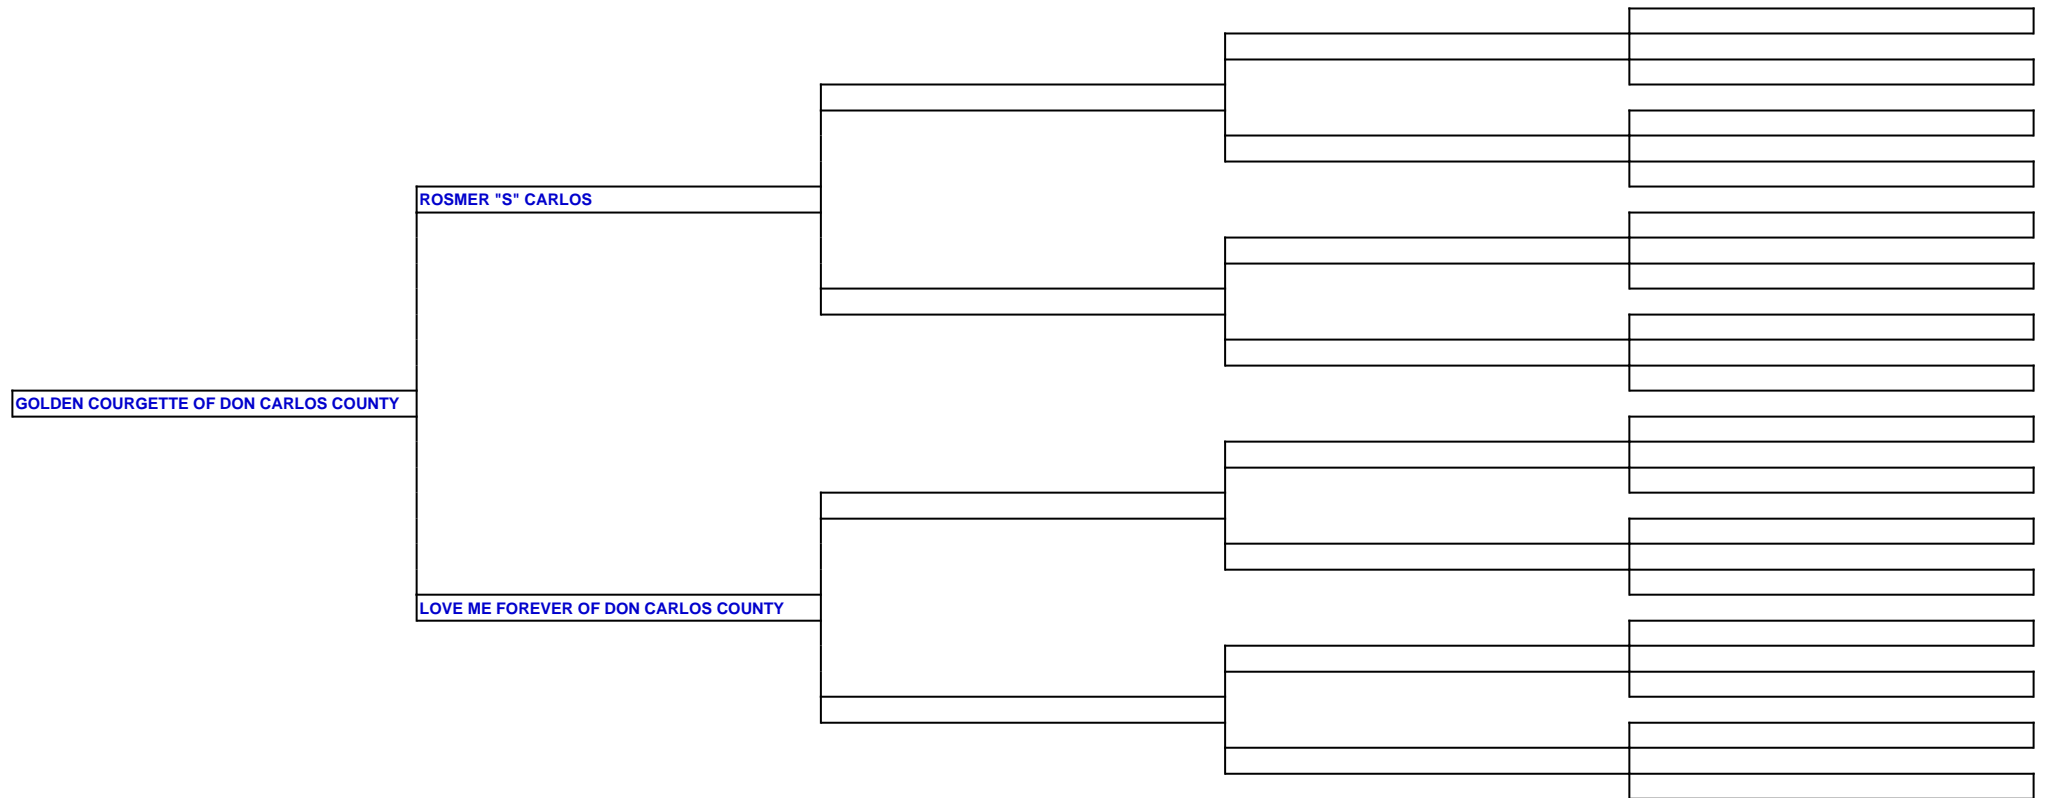 ROSMER "S" CARLOS
GOLDEN COURGETTE OF DON CARLOS COUNTY
LOVE ME FOREVER OF DON CARLOS COUNTY